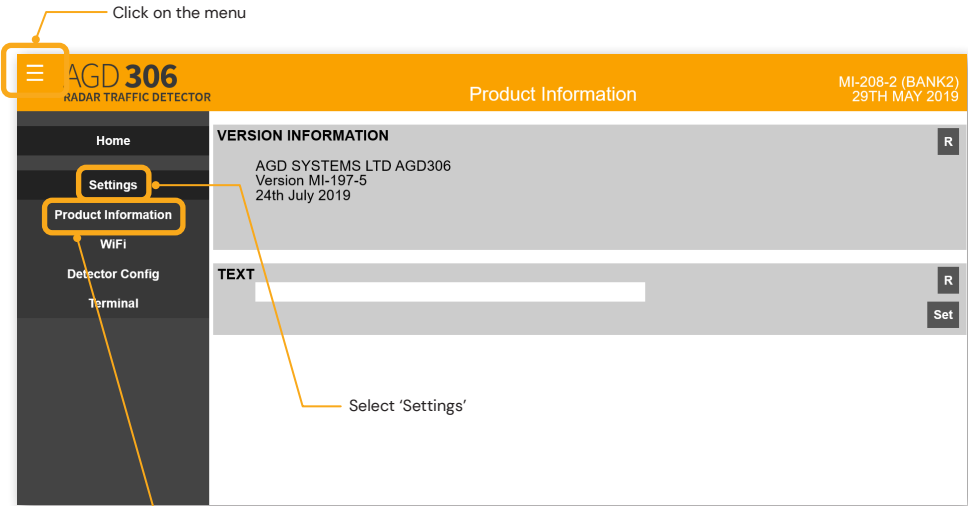 Click on the menu
☰ AGD 306
RADAR TRAFFIC DETECTOR
Product Information
MI-208-2 (BANK2)
29TH MAY 2019
Home
Settings
Product Information
WiFi
Detector Config
Terminal
VERSION INFORMATION
R
AGD SYSTEMS LTD AGD306
Version MI-197-5
24th July 2019
TEXT
R
Set
Select ‘Settings’